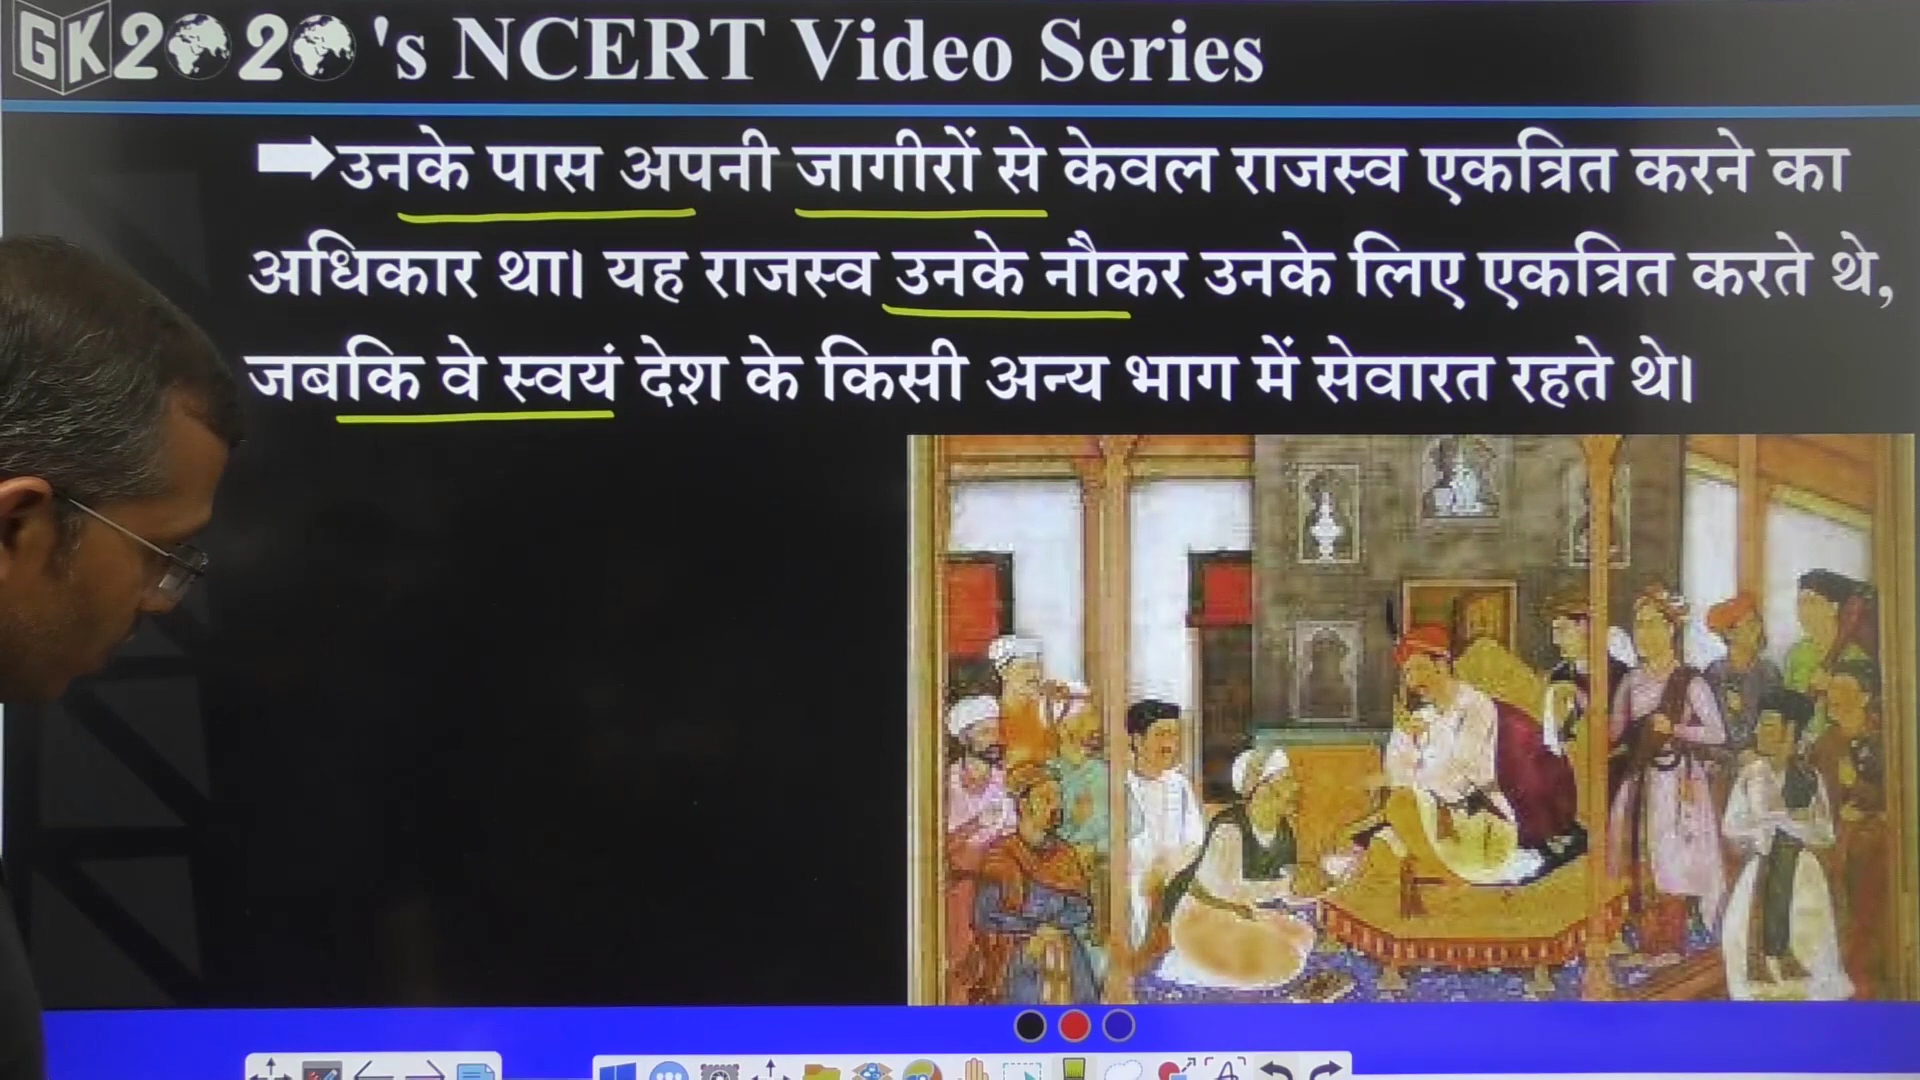 GK2020's NCERT Video Series
उनके पास अपनी जागीरों से केवल राजस्व एकत्रित करने का
अधिकार था। यह राजस्व उनके नौकर उनके लिए एकत्रित करते थे,
जबकि वे स्वयं देश के किसी अन्य भाग में सेवारत रहते थे।